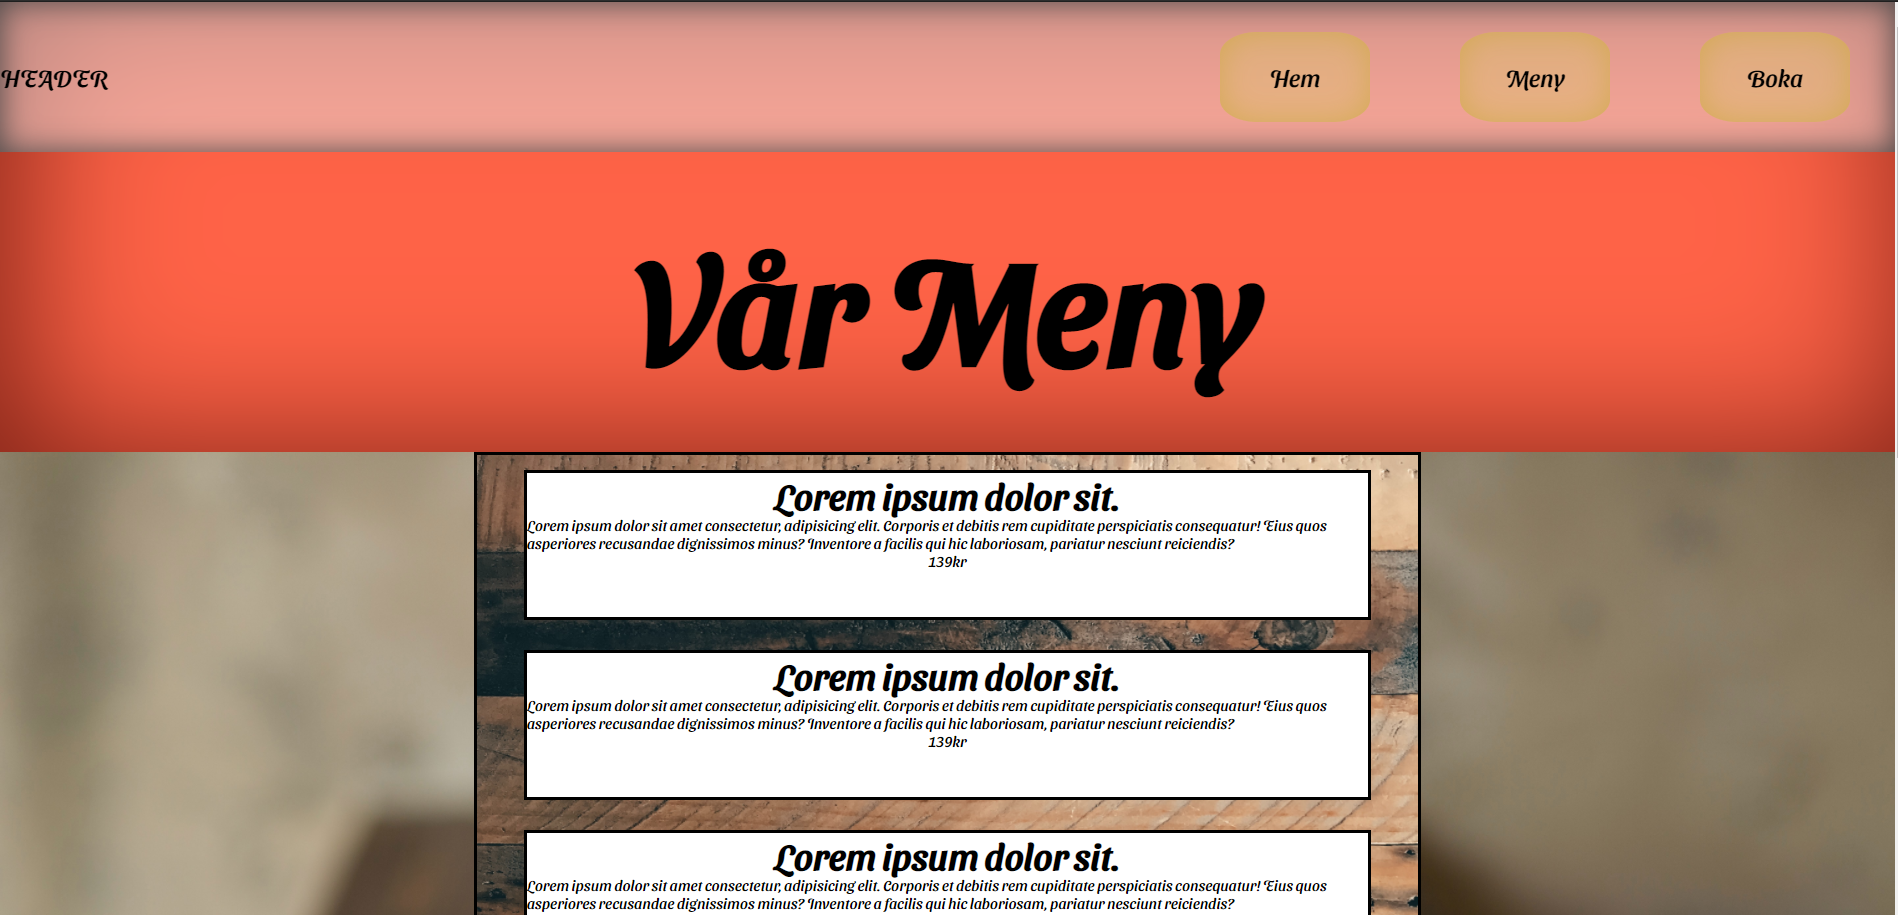 HEADER
Hem
Meny
Boka
Vår Meny
Lorem ipsum dolor sit.
Lorem ipsum dolor sit amet consectetur, adipisicing elit. Corporis et debitis rem cupiditate perspiciatis consequatur! Eius quos
asperiores recusandae dignissimos minus? Inventore a facilis qui hic laboriosam, pariatur nesciunt reiciendis?
139kr
Lorem ipsum dolor sit.
Lorem ipsum dolor sit amet consectetur, adipisicing elit. Corporis et debitis rem cupiditate perspiciatis consequatur! Eius quos
asperiores recusandae dignissimos minus? Inventore a facilis qui hic laboriosam, pariatur nesciunt reiciendis?
139kr
Lorem ipsum dolor sit.
Lorem ipsum dolor sit amet consectetur, adipisicing elit. Corporis et debitis rem cupiditate perspiciatis consequatur! Eius quos
asperiores recusandae dignissimos minus? Inventore a facilis qui hic laboriosam, pariatur nesciunt reiciendis?